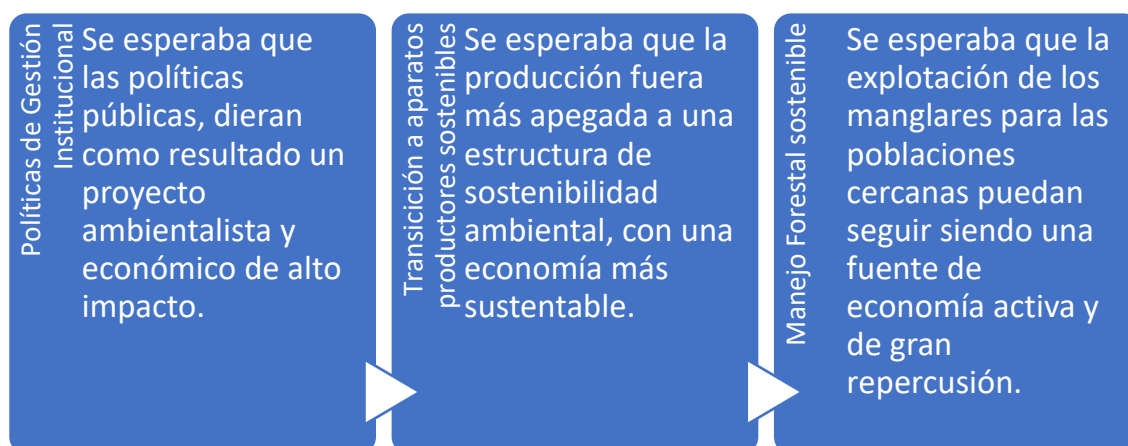 Políticas de Gestión
Institucional
Se esperaba que
las políticas
públicas, dieran
como resultado un
proyecto
ambientalista y
económico de alto
impacto.
Transicición a aparatos
productores sostenibles
Se esperaba que la
producción fuera
más apegada a una
estructura de
sostenibilidad
ambiental, con una
economía más
sustentable.
Manejo Forestal sostenible
Se esperaba que la
explotación de los
manglares para las
poblaciones
cercanas puedan
seguir siendo una
fuente de
economía activa y
de gran
repercusión.